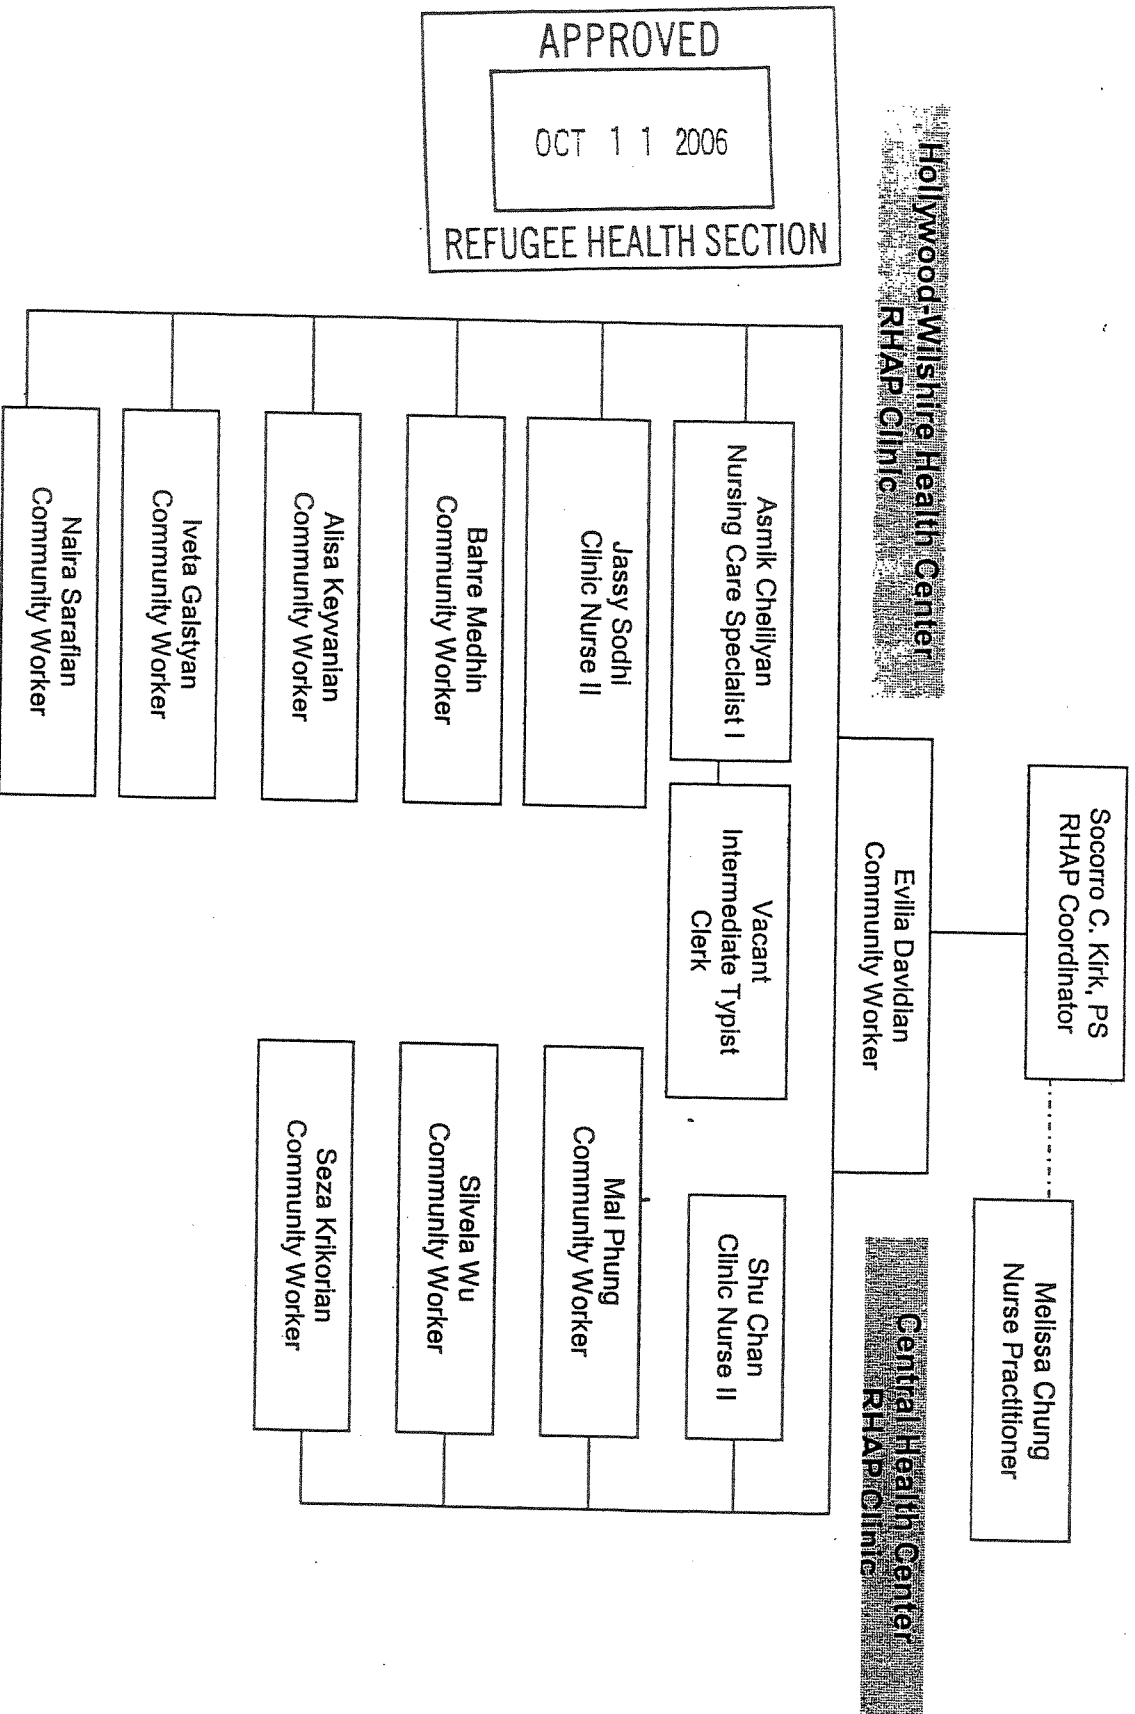 APPROVED
OCT 11 2006
REFUGEE HEALTH SECTION
Socorro C. Kirk, PS
RHAP Coordinator
Melissa Chung
Nurse Practitioner
Evilia Davidian
Community Worker
Hollywood-Wilshire Health Center
RHAP Clinic
Central Health Center
RHAP Clinic
Asmik Chelilyan
Nursing Care Specialist I
Vacant
Intermediate Typist
Clerk
Jassy Sodhi
Clinic Nurse II
Bahre Medhin
Community Worker
Alisa Keyvanian
Community Worker
Iveta Galstyan
Community Worker
Naira Sarafian
Community Worker
Shu Chan
Clinic Nurse II
Mai Phung
Community Worker
Silvela Wu
Community Worker
Seza Krikorian
Community Worker